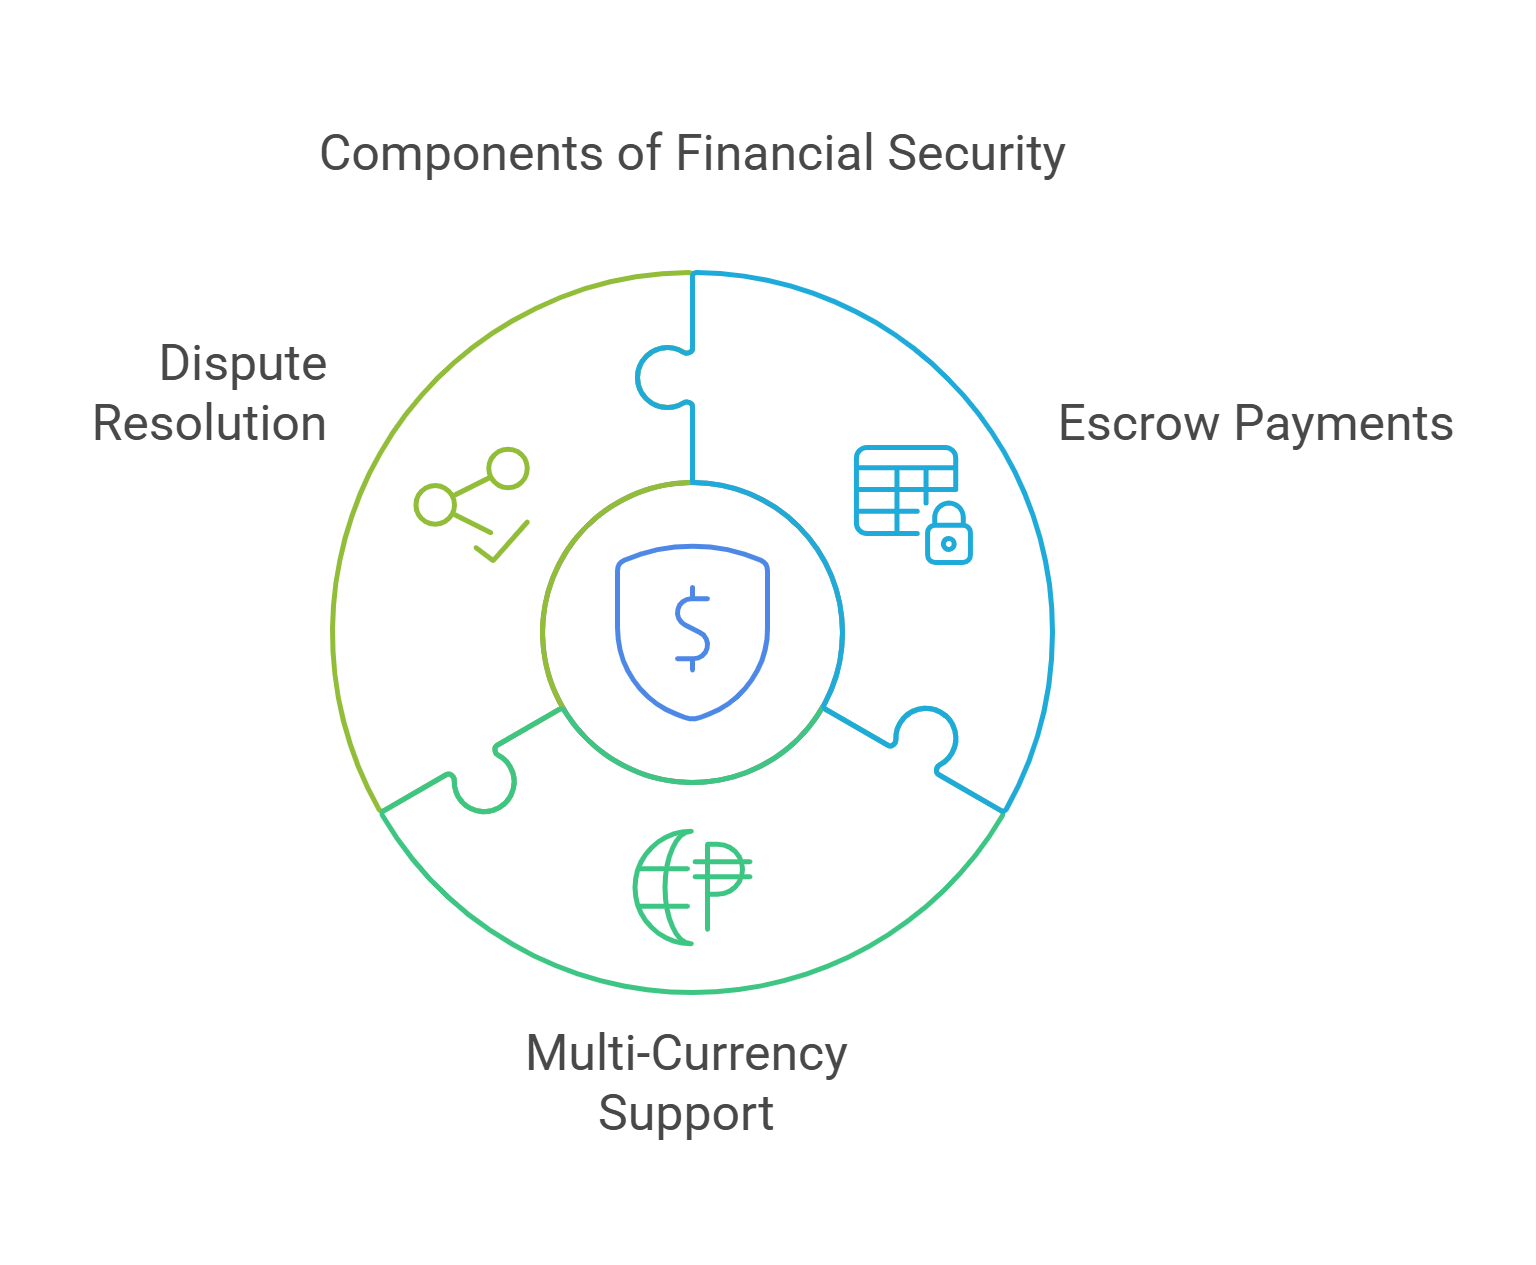 Components of Financial Security
Dispute
Resolution
Escrow Payments
$
Multi-Currency
Support